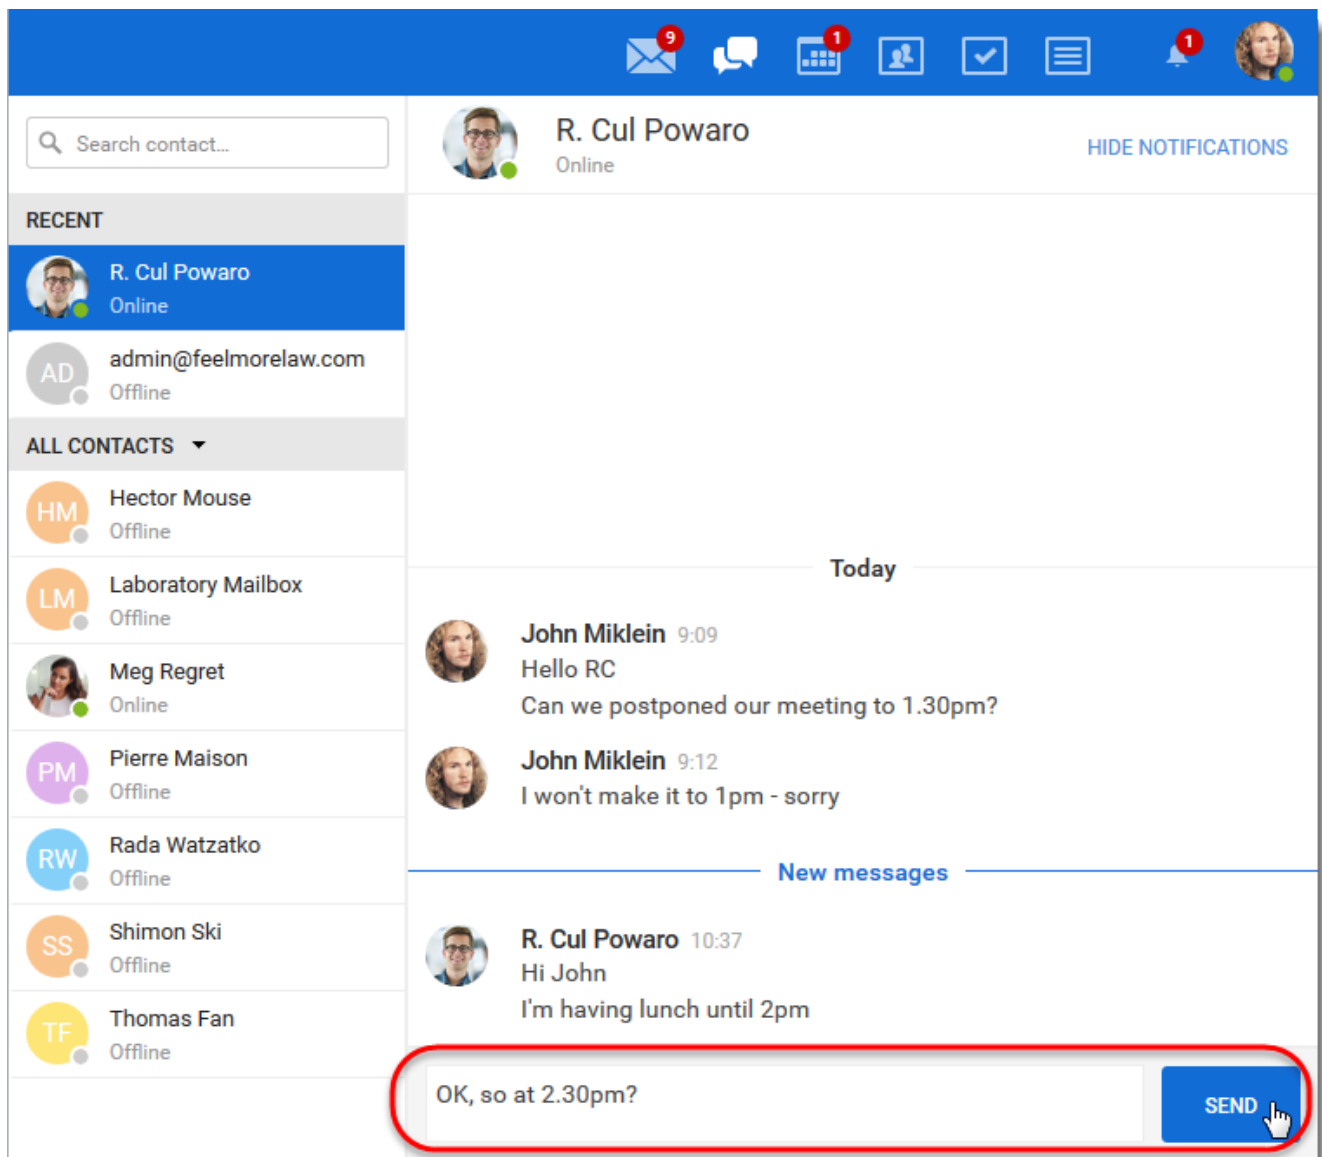 9
1
1
Search contact...
RECENT
R. Cul Powaro
Online
AD
admin@feelmorelaw.com
Offline
ALL CONTACTS
HM
Hector Mouse
Offline
LM
Laboratory Mailbox
Offline
Meg Regret
Online
PM
Pierre Maison
Offline
RW
Rada Watzatko
Offline
SS
Shimon Ski
Offline
TF
Thomas Fan
Offline
R. Cul Powaro
Online
HIDE NOTIFICATIONS
Today
John Miklein 9:09
Hello RC
Can we postponed our meeting to 1.30pm?
John Miklein 9:12
I won't make it to 1pm - sorry
New messages
R. Cul Powaro 10:37
Hi John
I'm having lunch until 2pm
OK, so at 2.30pm?
SEND